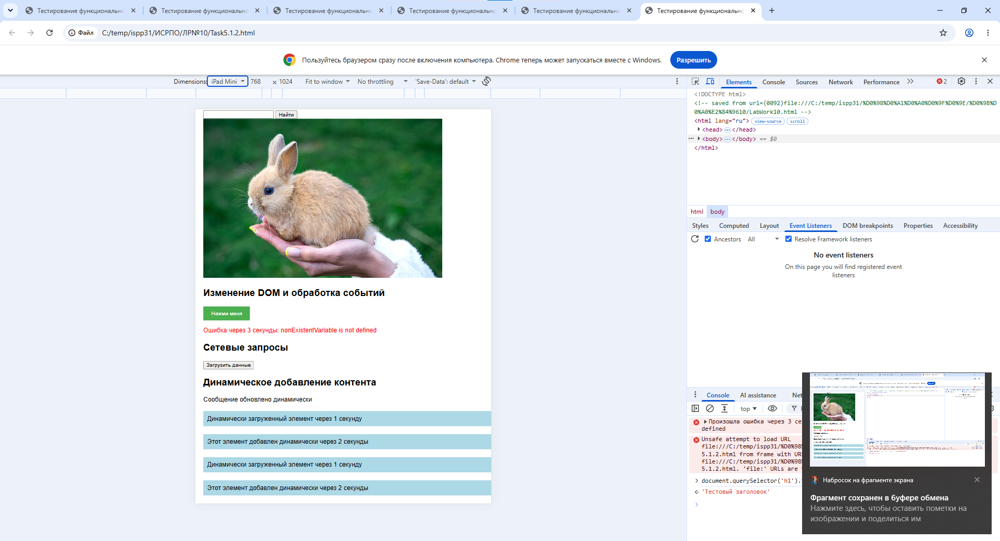 Тестирование функционально
Тестирование функционально
Тестирование функционально
Тестирование функционально
Тестирование функционально
Тестирование функционально
Файл
C:/temp/ispp31/ИСРПО/ЛР№10/Task5.1.2.html
Пользуйтесь браузером сразу после включения компьютера. Chrome теперь может запускаться вместе с Windows.
Разрешить
Dimensions: iPad Mini 768 × 1024 Fit to window No throttling 'Save-Data': default
Найти
Изменение DOM и обработка событий
Нажми меня
Ошибка через 3 секунды: nonExistentVariable is not defined
Сетевые запросы
Загрузить данные
Динамическое добавление контента
Сообщение обновлено динамически
Динамически загруженный элемент через 1 секунду
Этот элемент добавлен динамически через 2 секунды
Динамически загруженный элемент через 1 секунду
Этот элемент добавлен динамически через 2 секунды
Elements Console Sources Network Performance 2
<!DOCTYPE html>
<!-- saved from url=(0092)file:///C:/temp/ispp31/%D0%98%D0%A1%D0%A0%D0%9F%D0%9E/%D0%9B%D
0%A0%E2%84%9610/LabWork10.html -->
<html lang="ru"> view-source scroll
<head> … </head>
<body> … </body> == $0
</html>
html body
Styles Computed Layout Event Listeners DOM breakpoints Properties Accessibility
Ancestors All Resolve Framework listeners
No event listeners
On this page you will find registered event
listeners
Console AI assistance
top
Произошла ошибка через 3
defined
Unsafe attempt to load URL
file:///C:/temp/ispp31/%D0%98
5.1.2.html from frame with
file:///C:/temp/ispp31/%D0%98
5.1.2.html. 'file:' URLs are
document.querySelector('h1').
'Тестовый заголовок'
Набросок на фрагменте экрана
Фрагмент сохранен в буфере обмена
Нажмите здесь, чтобы оставить пометки на
изображении и поделиться им